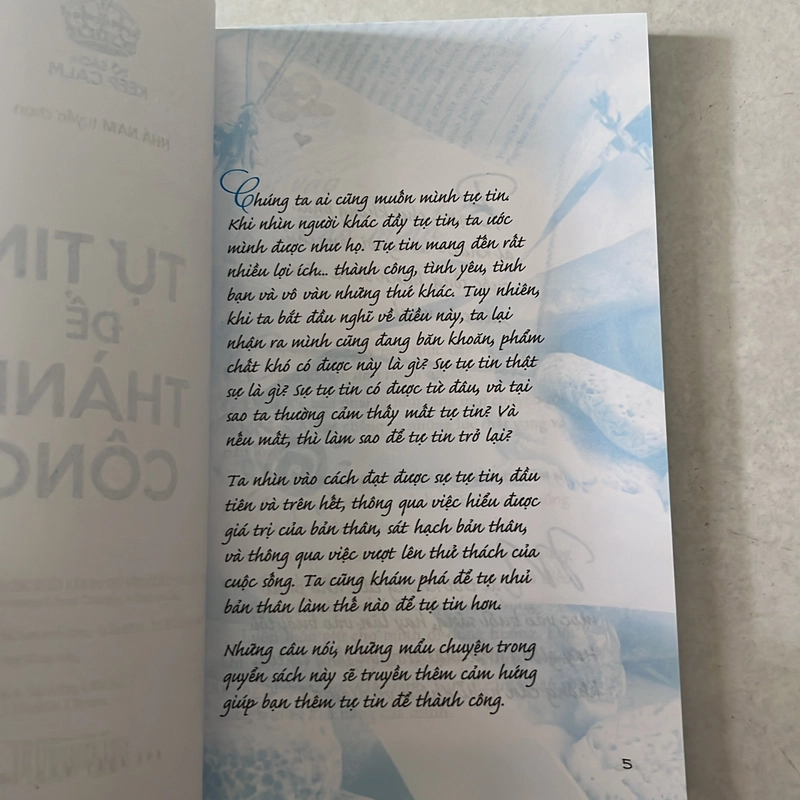 TỦ SÁCH
KEEP CALM
NHÃ NAM tuyển chọn
TỰ TIN
ĐỂ
THÀNH
CÔNG
Chúng ta ai cũng muốn mình tự tin.
Khi nhìn người khác đầy tự tin, ta ước
mình được như họ. Tự tin mang đến rất
nhiều lợi ích... thành công, tình yêu, tình
bạn và vô vàn những thứ khác. Tuy nhiên,
khi ta bắt đầu nghĩ về điều này, ta lại
nhận ra mình cũng đang băn khoăn, phẩm
chất khó có được này là gì? Sự tự tin thật
sự là gì? Sự tự tin có được từ đâu, và tại
sao ta thường cảm thấy mất tự tin? Và
nếu mất, thì làm sao để tự tin trở lại?
Ta nhìn vào cách đạt được sự tự tin, đầu
tiên và trên hết, thông qua việc hiểu được
giá trị của bản thân, sát hạch bản thân,
và thông qua việc vượt lên thử thách của
cuộc sống. Ta cũng khám phá để tự nhủ
bản thân làm thế nào để tự tin hơn.
Những câu nói, những mẩu chuyện trong
quyển sách này sẽ truyền thêm cảm hứng
giúp bạn thêm tự tin để thành công.
5